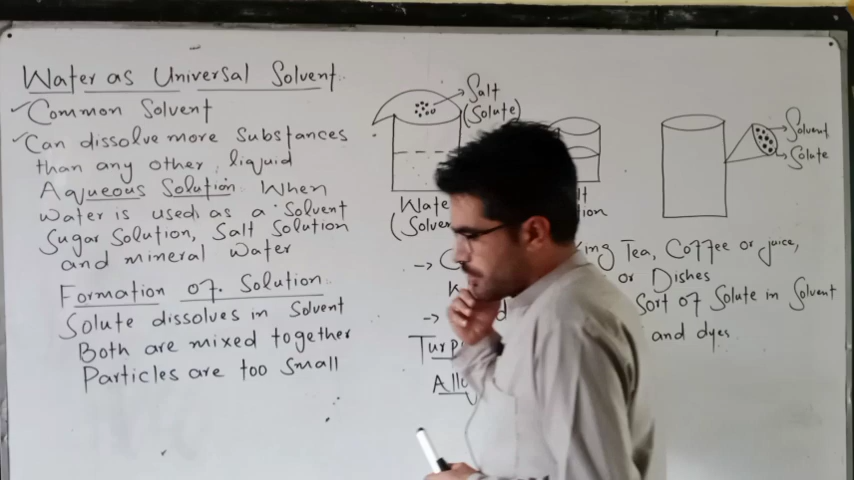 Water as Universal Solvent
Common Solvent
Can dissolve more Substances
than any other liquid
Aqueous Solution When
Water is used as a Solvent
Sugar Solution, Salt Solution
and mineral Water
Formation of Solution
Solute dissolves in Solvent
Both are mixed together
Particles are too Small
Salt
(Solute)
Solvent
Solute
Tea, Coffee or juice,
or Dishes
Sort of Solute in Solvent
and dyes